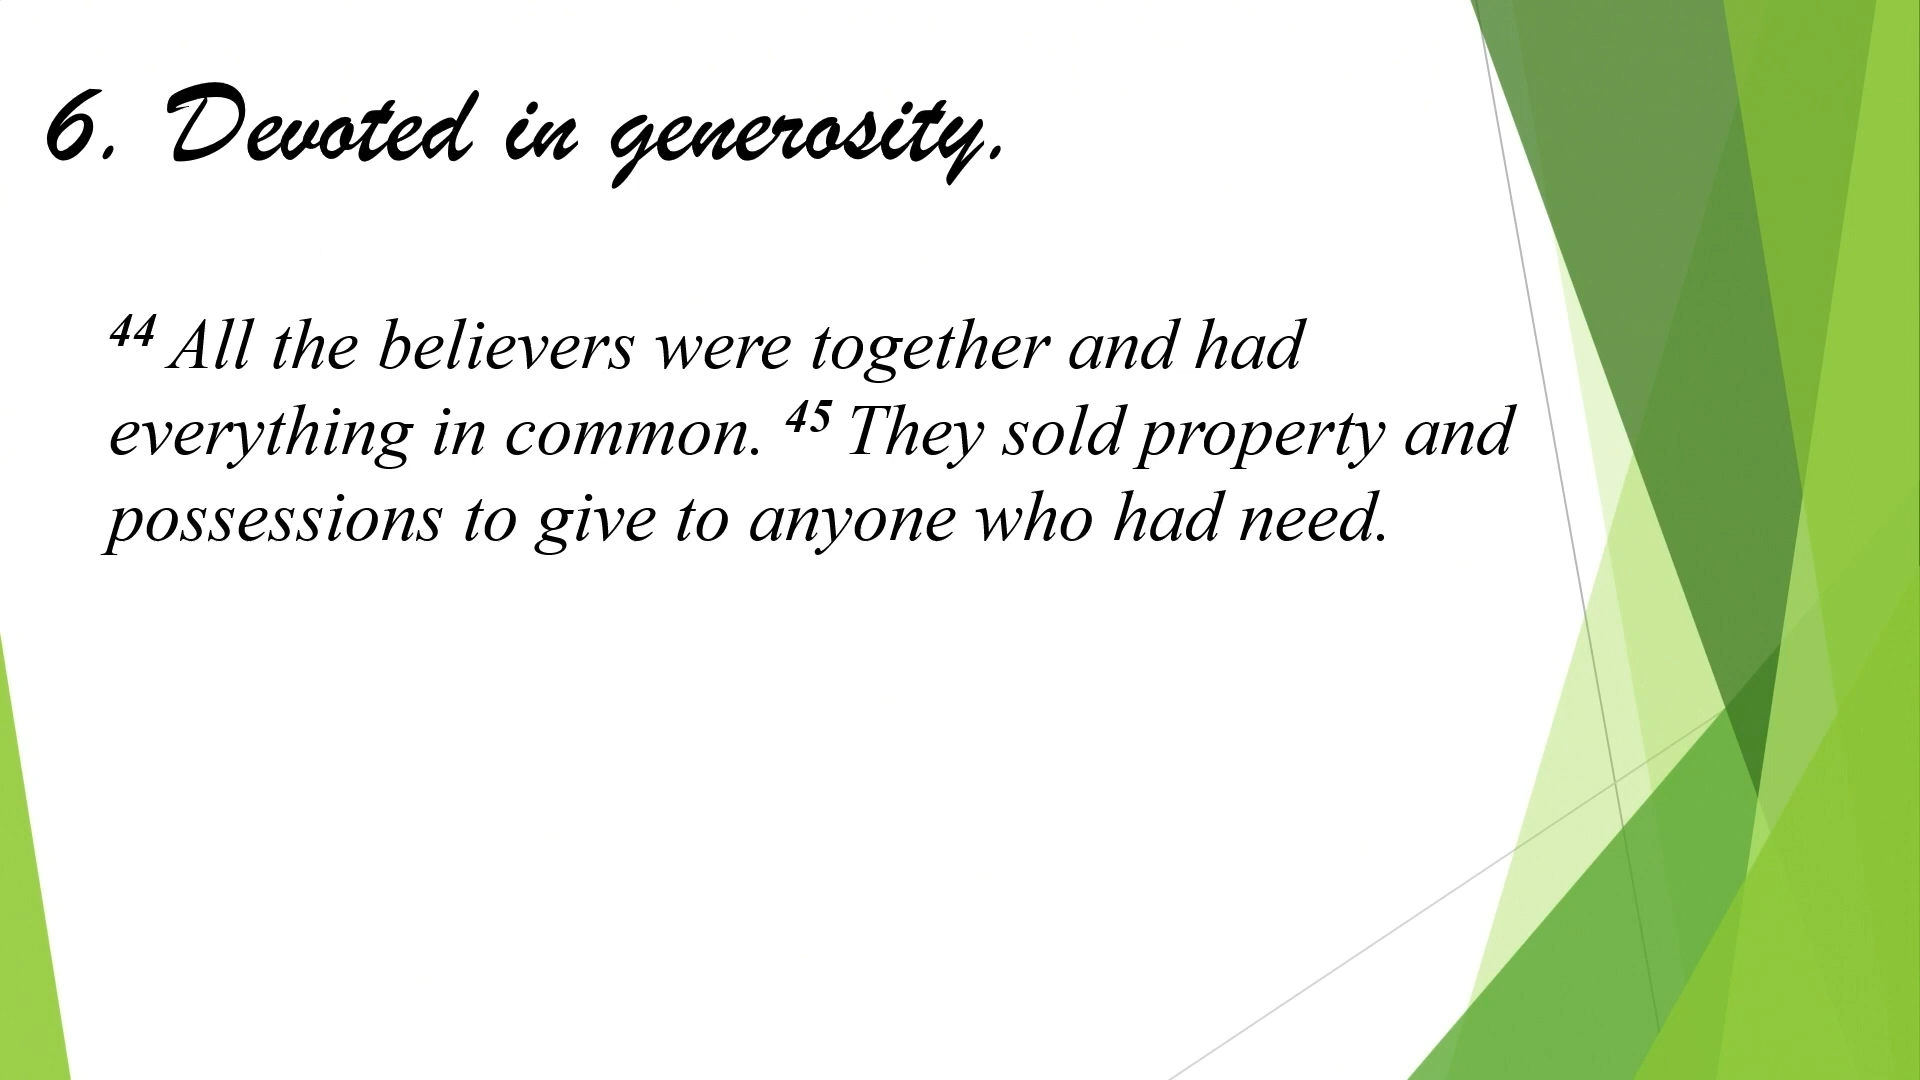 6. Devoted in generosity.
44 All the believers were together and had
everything in common. 45 They sold property and
possessions to give to anyone who had need.